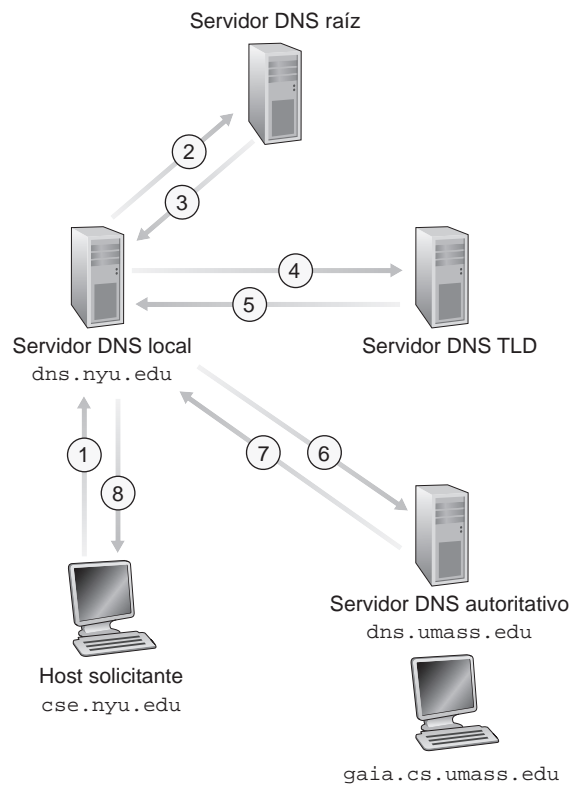 Servidor DNS raíz
2
3
4
5
Servidor DNS local
dns.nyu.edu
Servidor DNS TLD
1
8
7
6
Servidor DNS autoritativo
dns.umass.edu
Host solicitante
cse.nyu.edu
gaia.cs.umass.edu